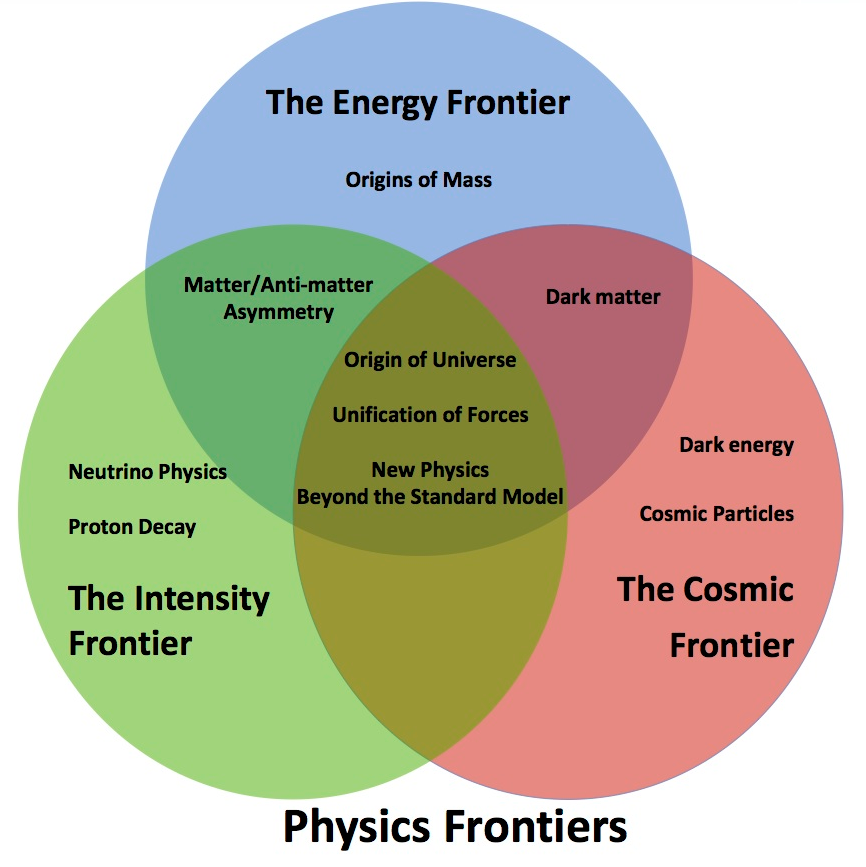 The Energy Frontier
Origins of Mass
Matter/Anti-matter
Asymmetry
Dark matter
Origin of Universe
Unification of Forces
New Physics
Beyond the Standard Model
Neutrino Physics
Proton Decay
The Intensity
Frontier
Dark energy
Cosmic Particles
The Cosmic
Frontier
Physics Frontiers